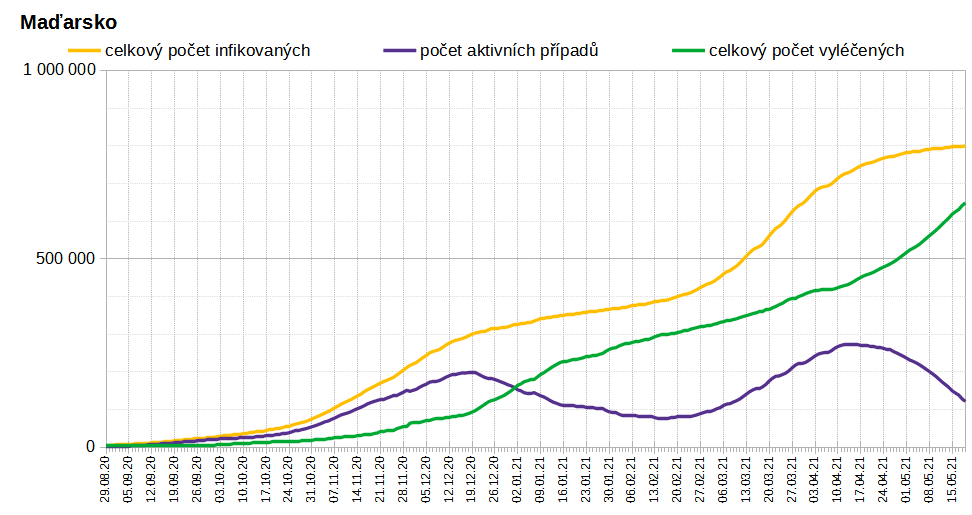 Maďarsko
celkový počet infikovaných počet aktivních případů celkový počet vyléčených
1 000 000
500 000
0
29.08.20 05.09.20 12.09.20 19.09.20 26.09.20 03.10.20 10.10.20 17.10.20 24.10.20 31.10.20 07.11.20 14.11.20 21.11.20 28.11.20 05.12.20 12.12.20 19.12.20 26.12.20 02.01.21 09.01.21 16.01.21 23.01.21 30.01.21 06.02.21 13.02.21 20.02.21 27.02.21 06.03.21 13.03.21 20.03.21 27.03.21 03.04.21 10.04.21 17.04.21 24.04.21 01.05.21 08.05.21 15.05.21